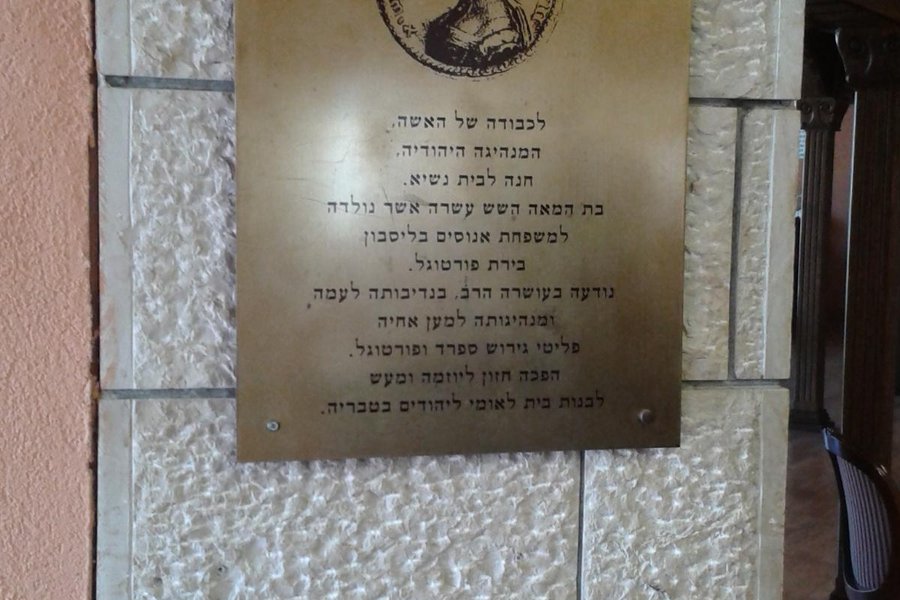 לכבודה של האשה,
המנהיגה היהודיה,
חנה לבית נשיא.
בת המאה השש עשרה אשר נולדה
למשפחת אנוסים בליסבון
בירת פורטוגל.
נודעה בעושרה הרב, בנדיבותה לעמה
ומנהיגותה למען אחיה
פליטי גירוש ספרד ופורטוגל.
הפכה חזון ליוזמה ומעש
לבנות בית לאומי ליהודים בטבריה.